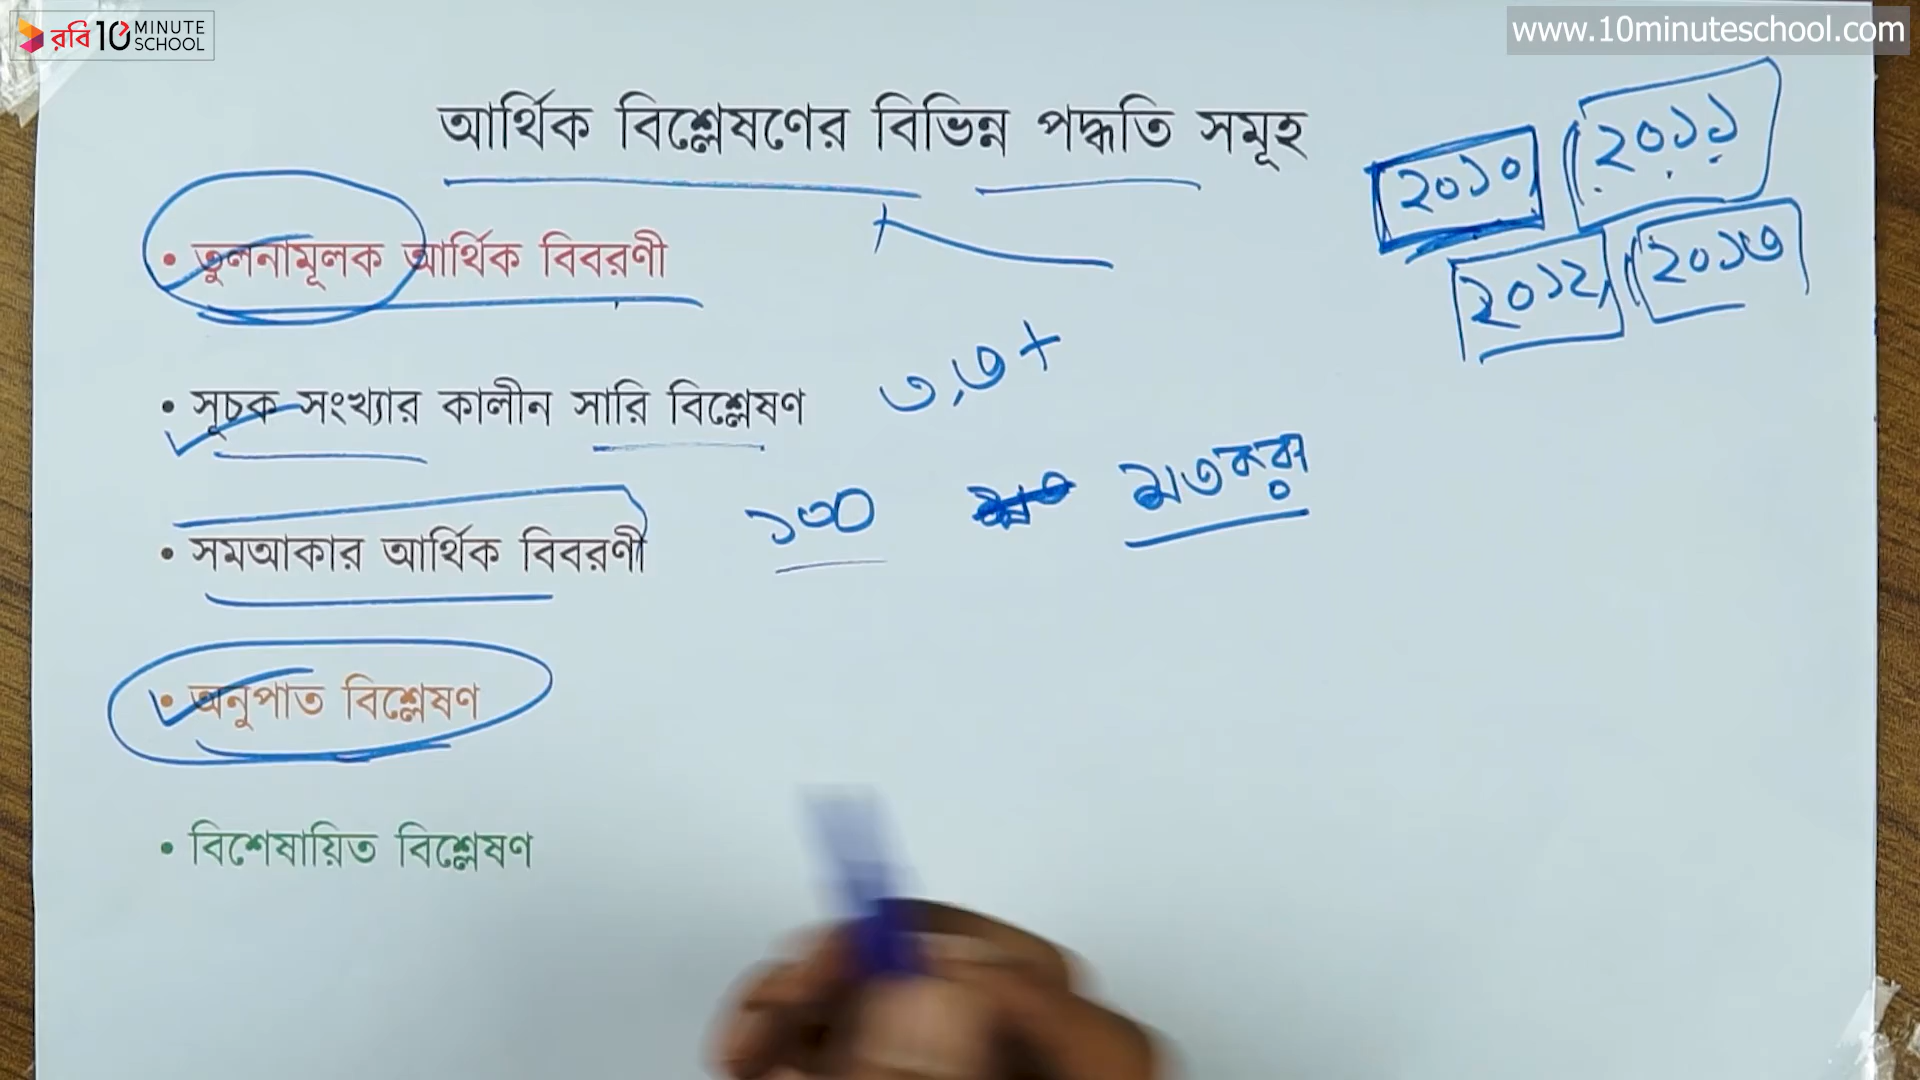 রবি 10 MINUTE SCHOOL
www.10minuteschool.com
আর্থিক বিশ্লেষণের বিভিন্ন পদ্ধতি সমূহ
২০১০ ২০১১
২০১২ ২০১৩
• তুলনামূলক আর্থিক বিবরণী
• সূচক সংখ্যার কালীন সারি বিশ্লেষণ
৩,৩+
১০০ শতকরা
• সমআকার আর্থিক বিবরণী
• অনুপাত বিশ্লেষণ
• বিশেষায়িত বিশ্লেষণ